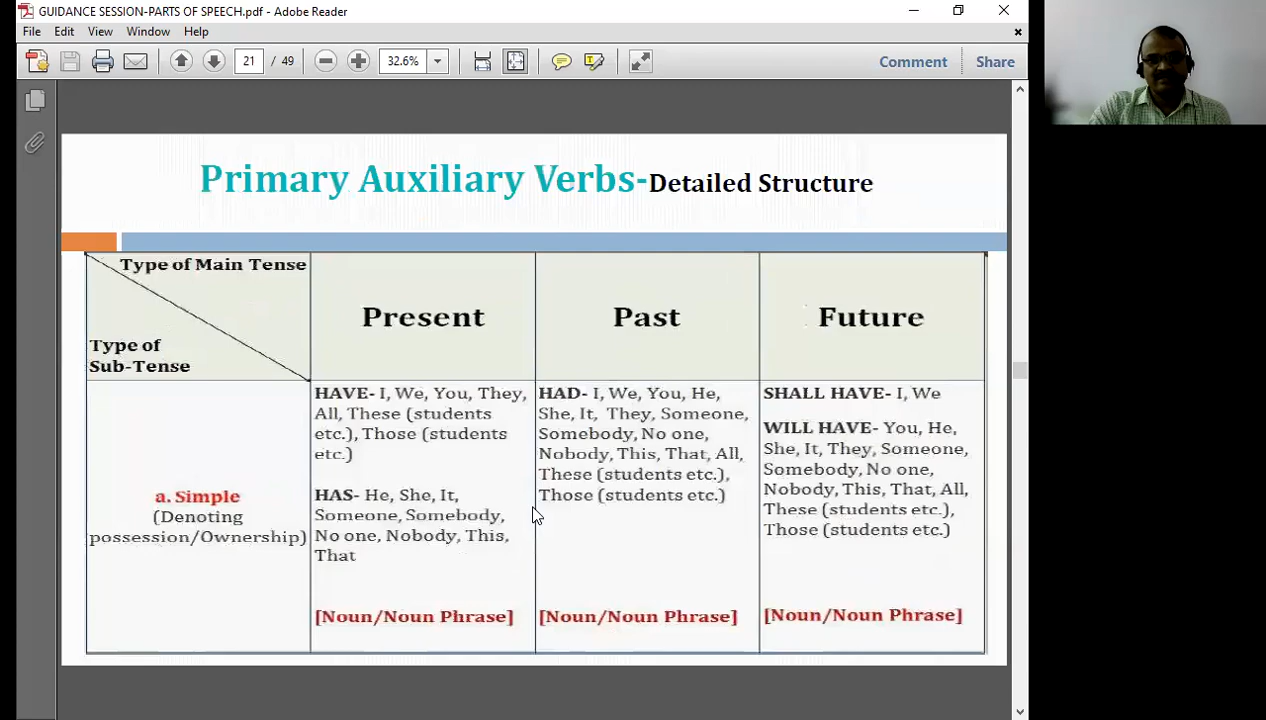 GUIDANCE SESSION-PARTS OF SPEECH.pdf - Adobe Reader
File Edit View Window Help
21 / 49 32.6% Comment Share
Primary Auxiliary Verbs-Detailed Structure
Type of Main Tense
Type of
Sub-Tense
Present
Past
Future
a. Simple
(Denoting
possession/Ownership)
HAVE- I, We, You, They,
All, These (students
etc.), Those (students
etc.)
HAS- He, She, It,
Someone, Somebody,
No one, Nobody, This,
That
[Noun/Noun Phrase]
HAD- I, We, You, He,
She, It, They, Someone,
Somebody, No one,
Nobody, This, That, All,
These (students etc.),
Those (students etc.)
[Noun/Noun Phrase]
SHALL HAVE- I, We
WILL HAVE- You, He,
She, It, They, Someone,
Somebody, No one,
Nobody, This, That, All,
These (students etc.),
Those (students etc.)
[Noun/Noun Phrase]